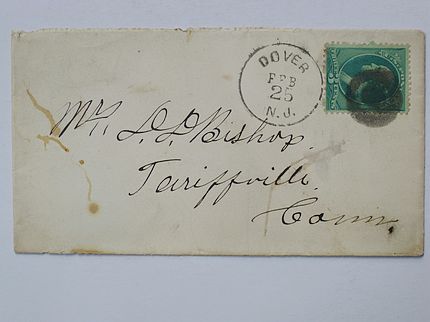 DOVER
FEB
25
N.J.
Mrs. D. D. Bishop.
Tariffville.
Conn.